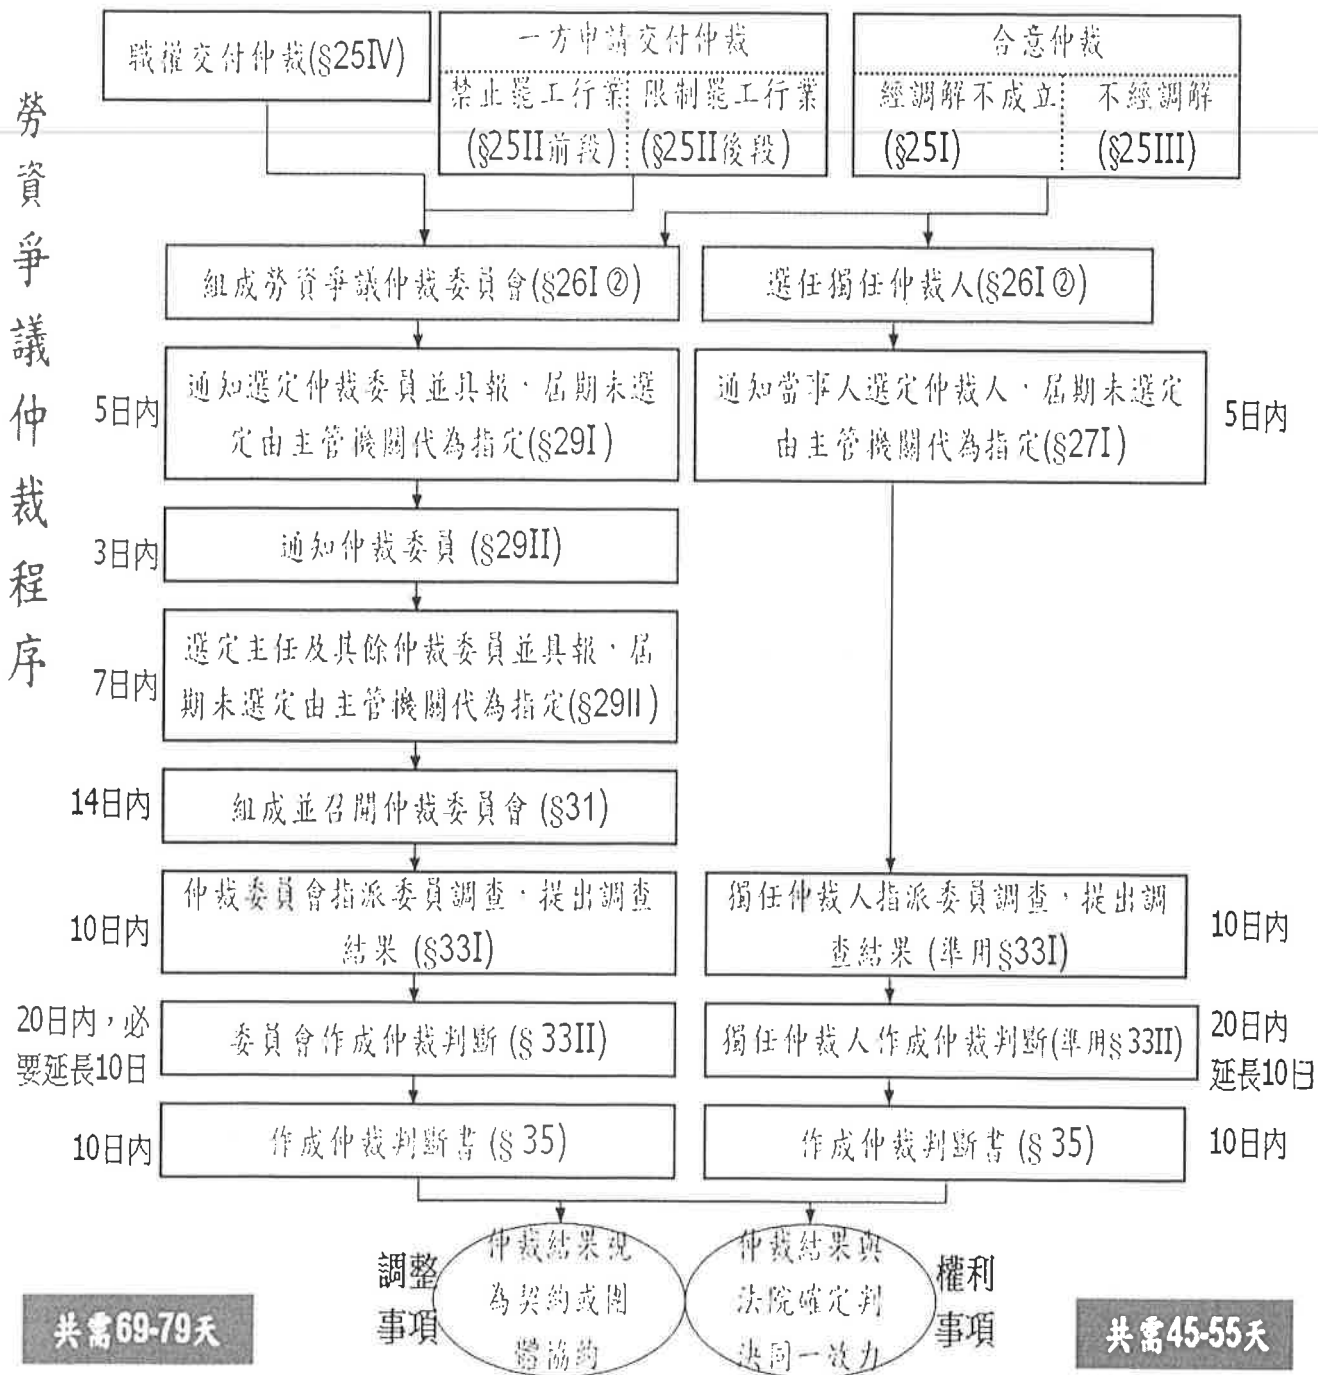 勞資爭議仲裁程序
職權交付仲裁(§25IV)
一方申請交付仲裁
禁止罷工行業
(§25II前段)
限制罷工行業
(§25II後段)
合意仲裁
經調解不成立
(§25I)
不經調解
(§25III)
組成勞資爭議仲裁委員會(§26I ②)
選任獨任仲裁人(§26I ②)
5日內
通知選定仲裁委員並具報，屆期未選
定由主管機關代為指定(§29I)
通知當事人選定仲裁人，屆期未選定
由主管機關代為指定(§27I)
5日內
3日內
通知仲裁委員 (§29II)
7日內
選定主任及其餘仲裁委員並具報，屆
期未選定由主管機關代為指定(§29II)
14日內
組成並召開仲裁委員會 (§31)
10日內
仲裁委員會指派委員調查，提出調查
結果 (§33I)
獨任仲裁人指派委員調查，提出調
查結果 (準用§33I)
10日內
20日內，必
要延長10日
委員會作成仲裁判斷 (§ 33II)
獨任仲裁人作成仲裁判斷(準用§33II)
20日內
延長10日
10日內
作成仲裁判斷書 (§ 35)
作成仲裁判斷書 (§ 35)
10日內
調整
事項
仲裁結果視
為契約或團
體協約
仲裁結果與
法院確定判
決同一效力
權利
事項
共需69-79天
共需45-55天